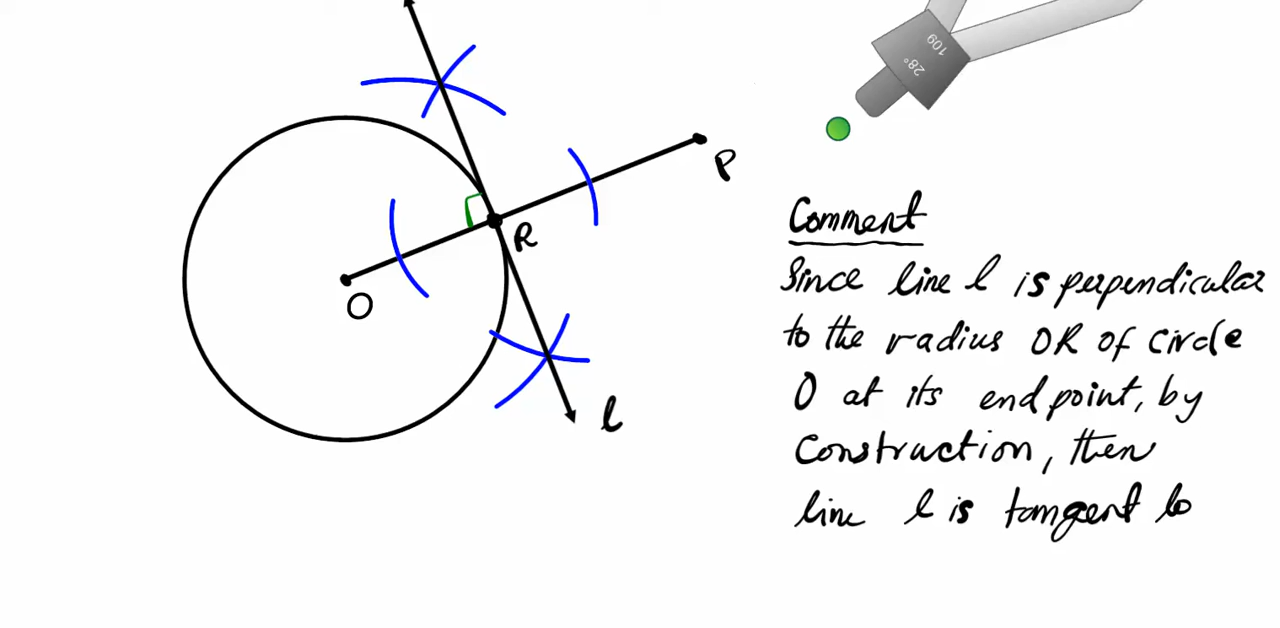 109
28°
P
R
O
l
Comment
Since line l is perpendicular
to the radius OR of circle
O at its endpoint, by
construction, then
line l is tangent to